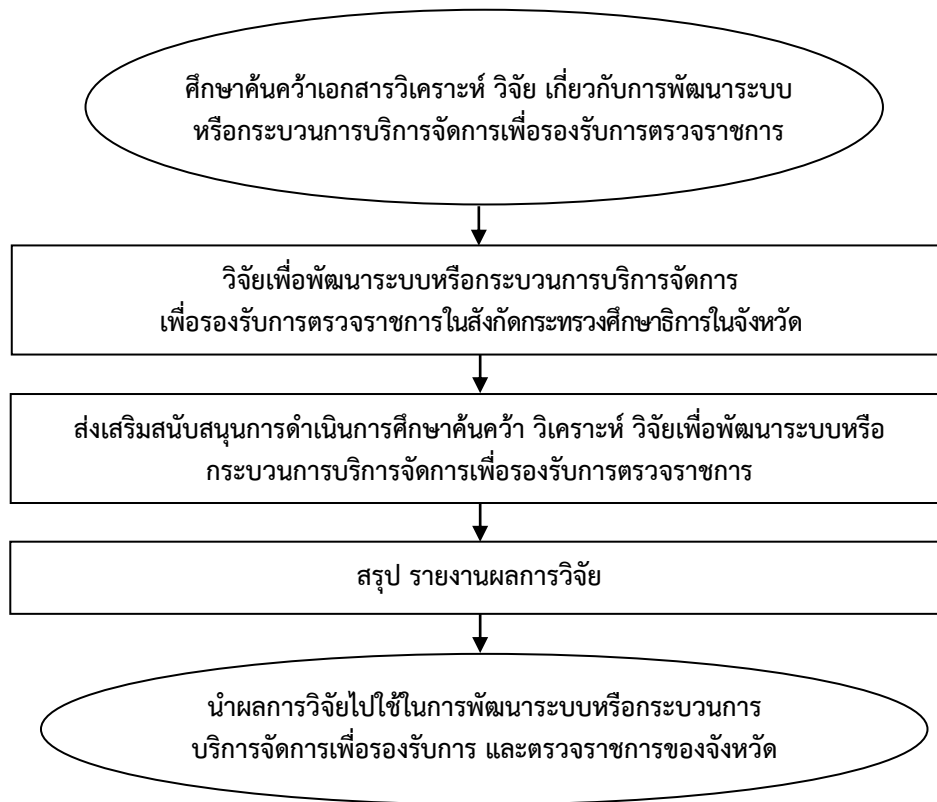 ศึกษาค้นคว้าเอกสารวิเคราะห์ วิจัย เกี่ยวกับการพัฒนาระบบ
หรือกระบวนการบริการจัดการเพื่อรองรับการตรวจราชการ
วิจัยเพื่อพัฒนาระบบหรือกระบวนการบริการจัดการ
เพื่อรองรับการตรวจราชการในสังกัดกระทรวงศึกษาธิการในจังหวัด
ส่งเสริมสนับสนุนการดำเนินการศึกษาค้นคว้า วิเคราะห์ วิจัยเพื่อพัฒนาระบบหรือ
กระบวนการบริการจัดการเพื่อรองรับการตรวจราชการ
สรุป รายงานผลการวิจัย
นำผลการวิจัยไปใช้ในการพัฒนาระบบหรือกระบวนการ
บริการจัดการเพื่อรองรับการ และตรวจราชการของจังหวัด